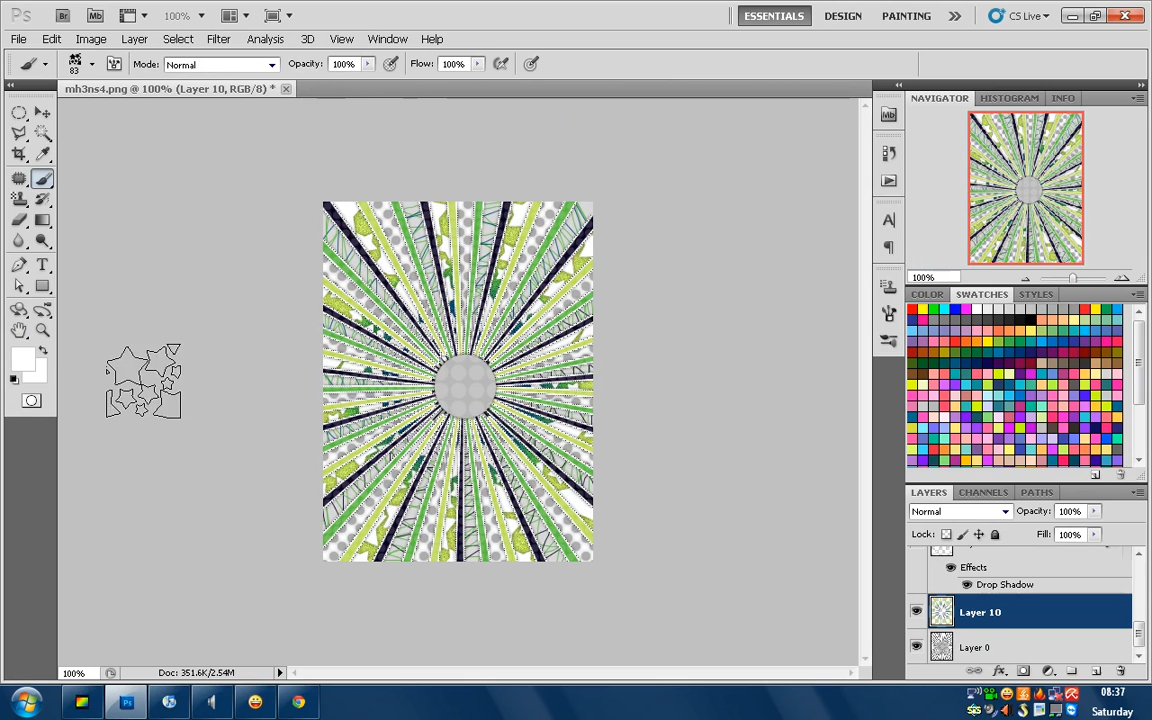 Ps Br Mb 100% ESSENTIALS DESIGN PAINTING CS Live
File Edit Image Layer Select Filter Analysis 3D View Window Help
83 Mode: Normal Opacity: 100% Flow: 100%
mh3ns4.png @ 100% (Layer 10, RGB/8) *
NAVIGATOR HISTOGRAM INFO
Mb
A
100%
COLOR SWATCHES STYLES
LAYERS CHANNELS PATHS
Normal Opacity: 100%
Lock: Fill: 100%
Effects
Drop Shadow
Layer 10
Layer 0
100% Doc: 351.6K/2.54M
Ps
08:37
Saturday